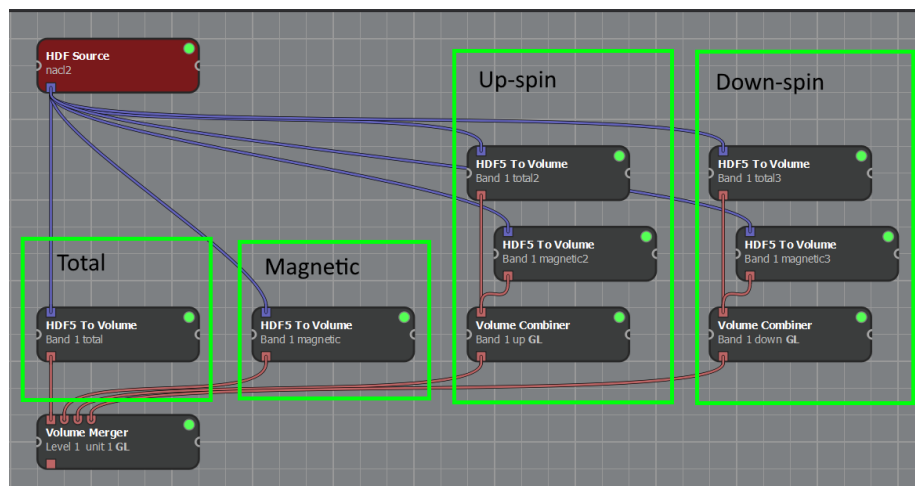 HDF Source
nacl2
Up-spin
Down-spin
HDF5 To Volume
Band 1 total2
HDF5 To Volume
Band 1 total3
HDF5 To Volume
Band 1 magnetic2
HDF5 To Volume
Band 1 magnetic3
Total
Magnetic
HDF5 To Volume
Band 1 total
HDF5 To Volume
Band 1 magnetic
Volume Combiner
Band 1 up GL
Volume Combiner
Band 1 down GL
Volume Merger
Level 1 unit 1 GL